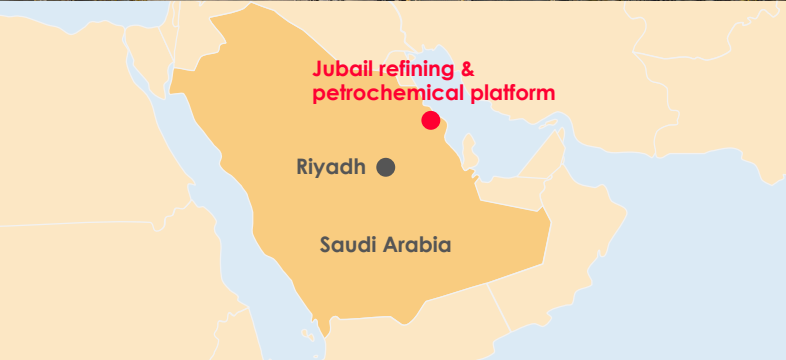 Jubail refining &
petrochemical platform
Riyadh
Saudi Arabia